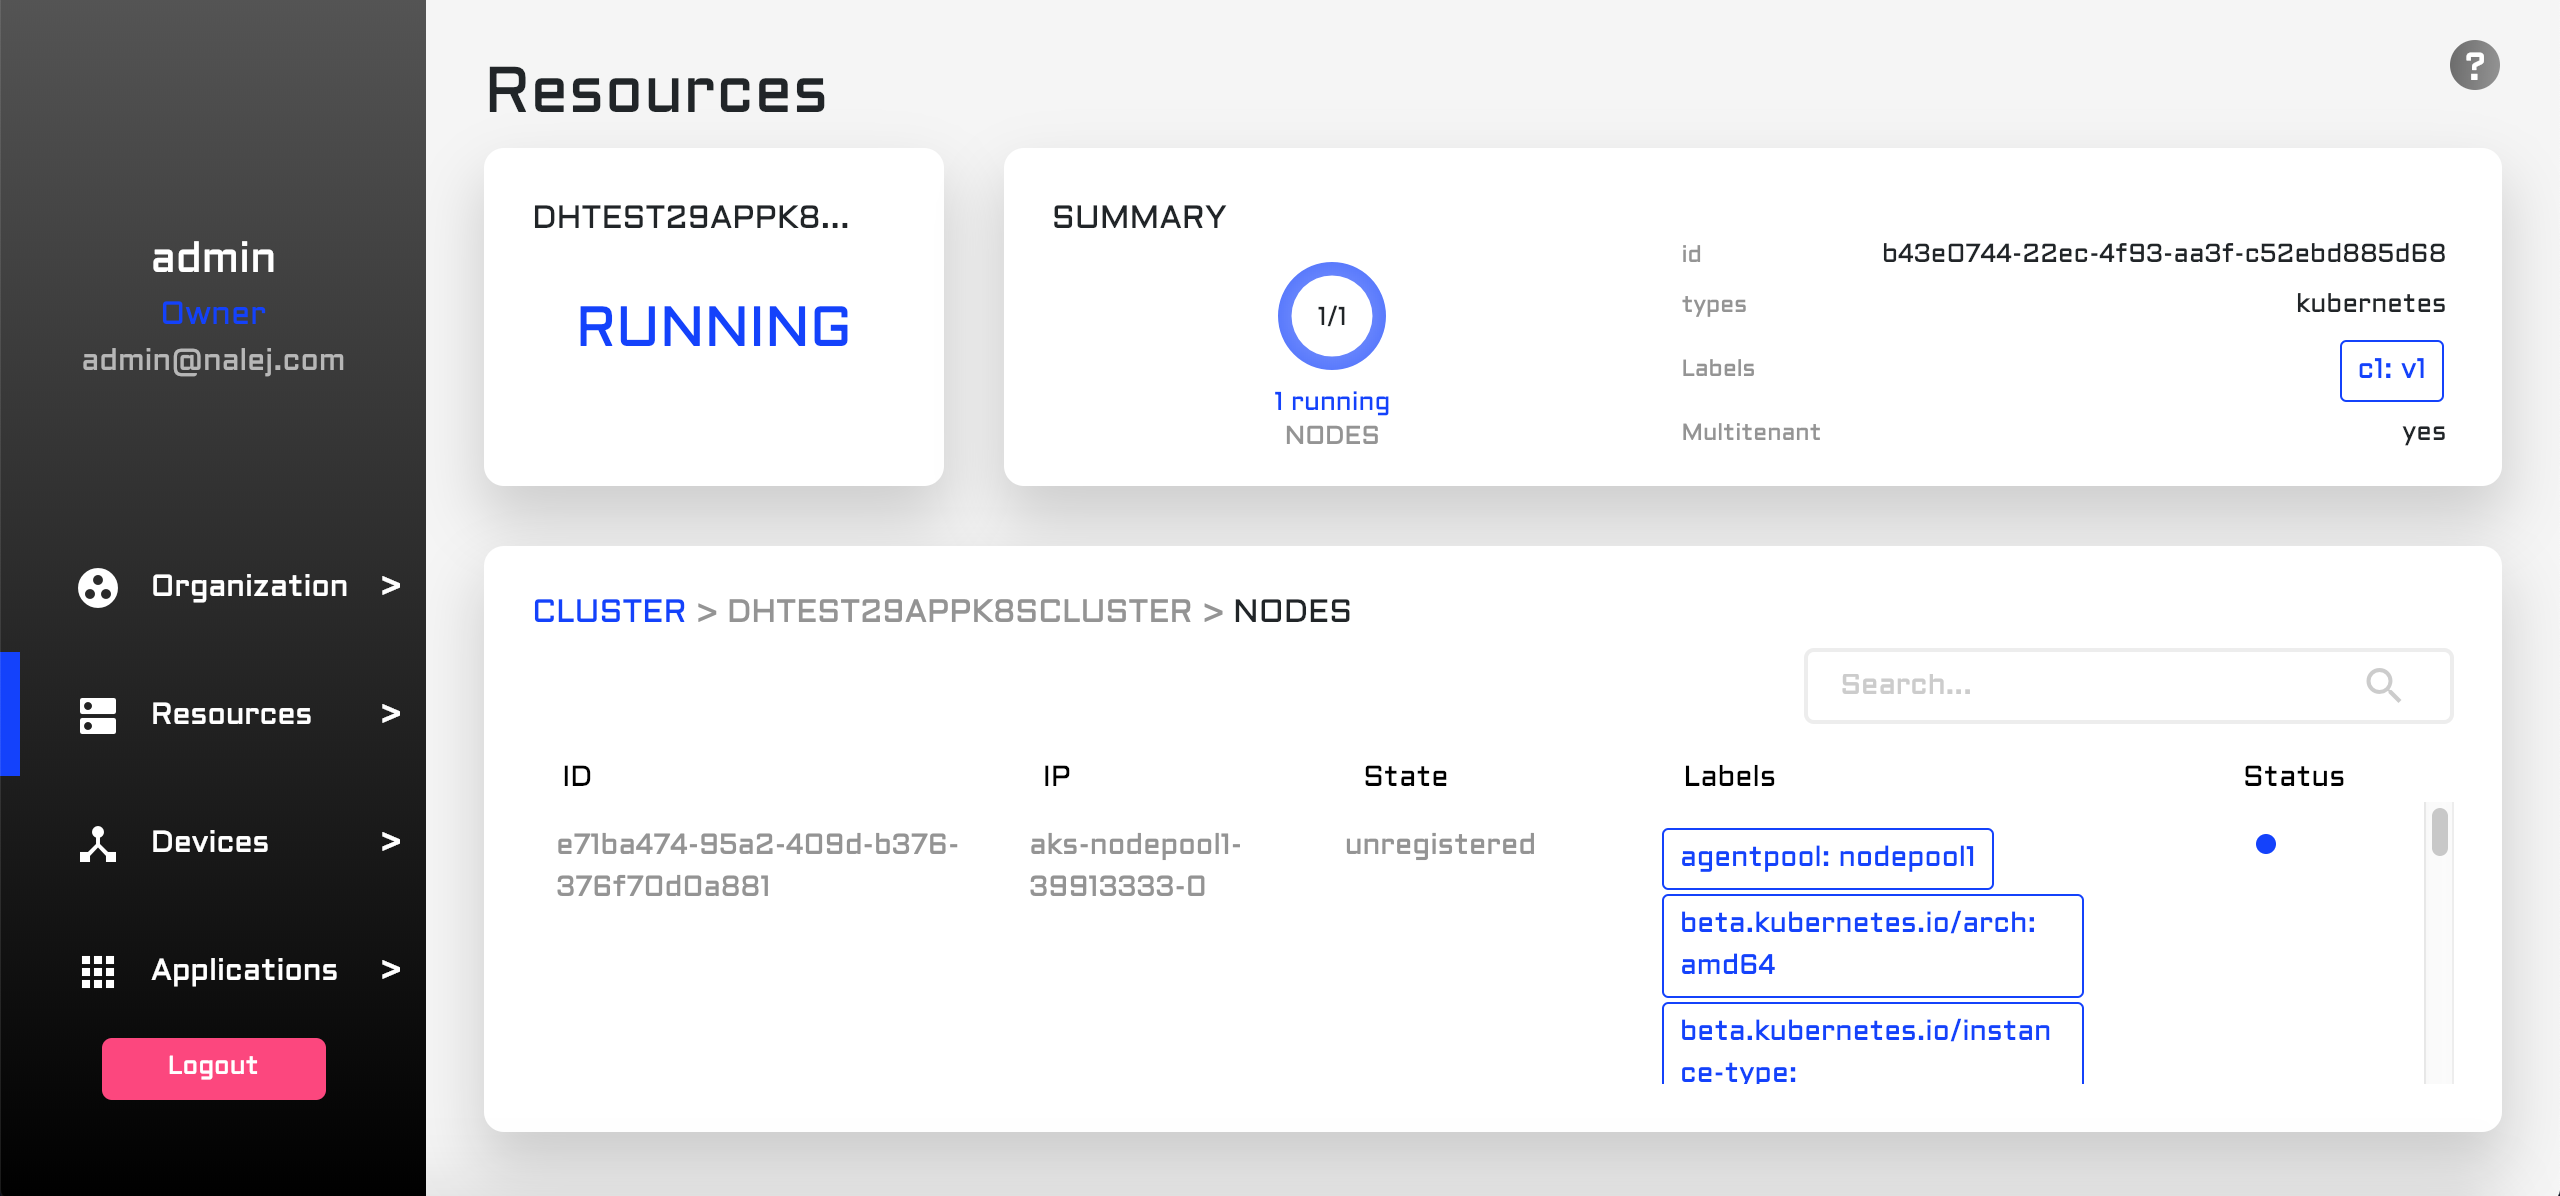 admin
Owner
admin@nalej.com
Organization >
Resources >
Devices >
Applications >
Logout
Resources
?
DHTEST29APPK8...
RUNNING
SUMMARY
1/1
1 running
NODES
id b43e0744-22ec-4f93-aa3f-c52ebd885d68
types kubernetes
Labels c1: v1
Multitenant yes
CLUSTER > DHTEST29APPK8SCLUSTER > NODES
Search...
ID IP State Labels Status
e71ba474-95a2-409d-b376-
376f70d0a881
aks-nodepool1-
39913333-0
unregistered
agentpool: nodepool1
beta.kubernetes.io/arch:
amd64
beta.kubernetes.io/instan
ce-type: